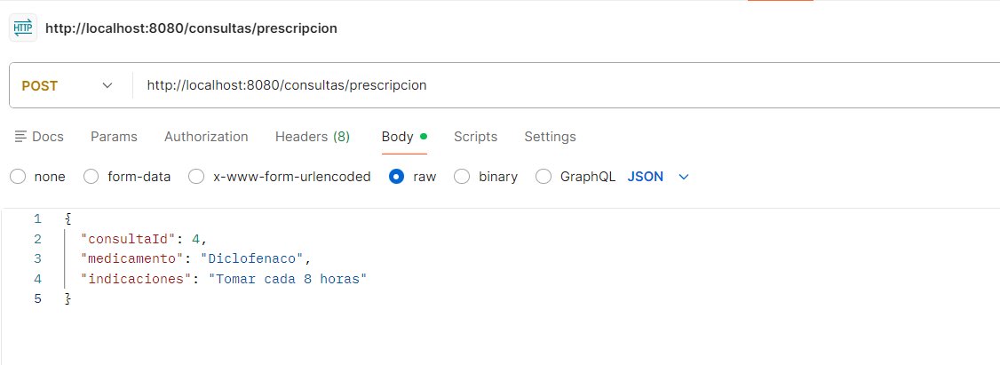 HTTP http://localhost:8080/consultas/prescripcion
POST http://localhost:8080/consultas/prescripcion
Docs Params Authorization Headers (8) Body Scripts Settings
none form-data x-www-form-urlencoded raw binary GraphQL JSON
1 {
2 "consultaId": 4,
3 "medicamento": "Diclofenaco",
4 "indicaciones": "Tomar cada 8 horas"
5 }